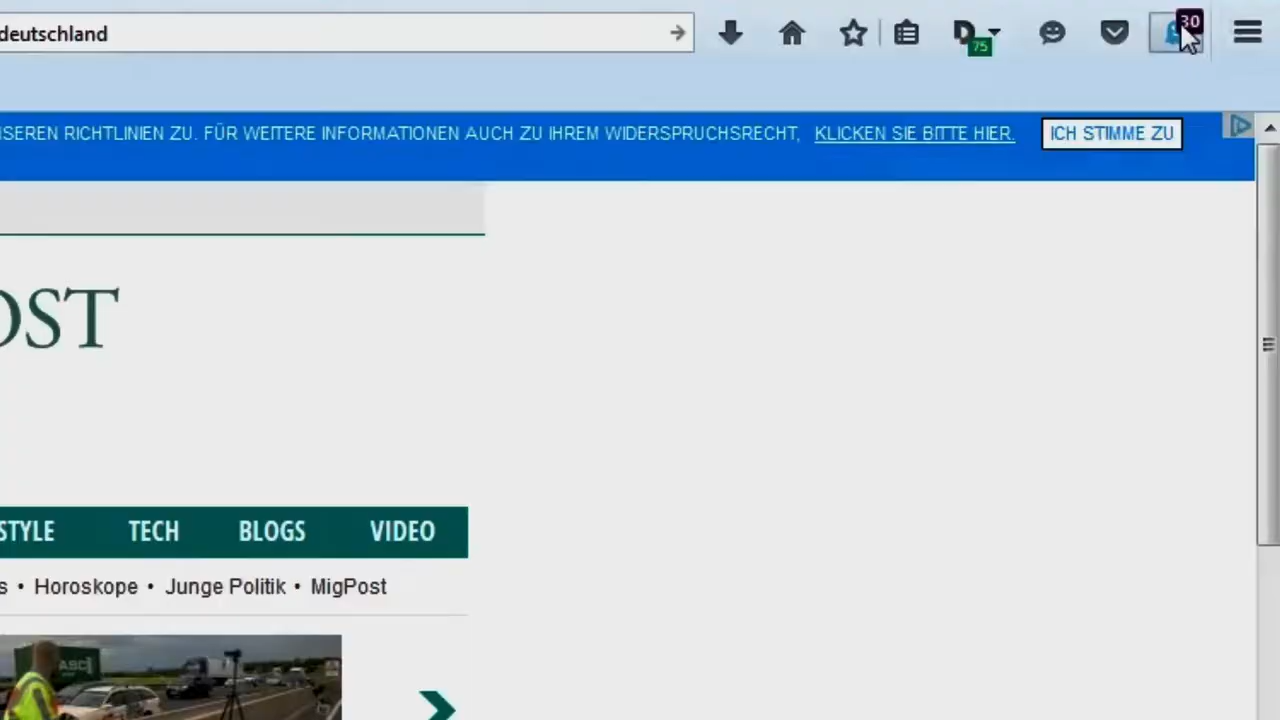 deutschland
30
75
SEREN RICHTLINIEN ZU. FÜR WEITERE INFORMATIONEN AUCH ZU IHREM WIDERSPRUCHSRECHT, KLICKEN SIE BITTE HIER. ICH STIMME ZU
OST
STYLE TECH BLOGS VIDEO
s • Horoskope • Junge Politik • MigPost
ASC